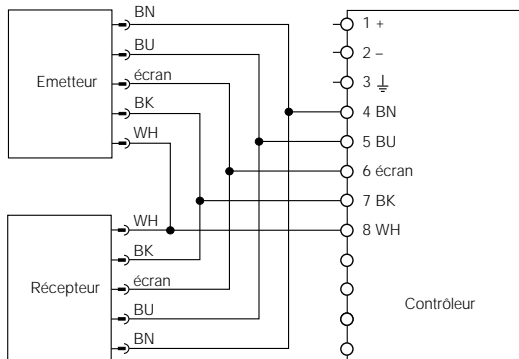 BN
BU
Emetteur
écran
BK
WH
WH
BK
Récepteur
écran
BU
BN
1 +
2 –
3 ⏚
4 BN
5 BU
6 écran
7 BK
8 WH
Contrôleur